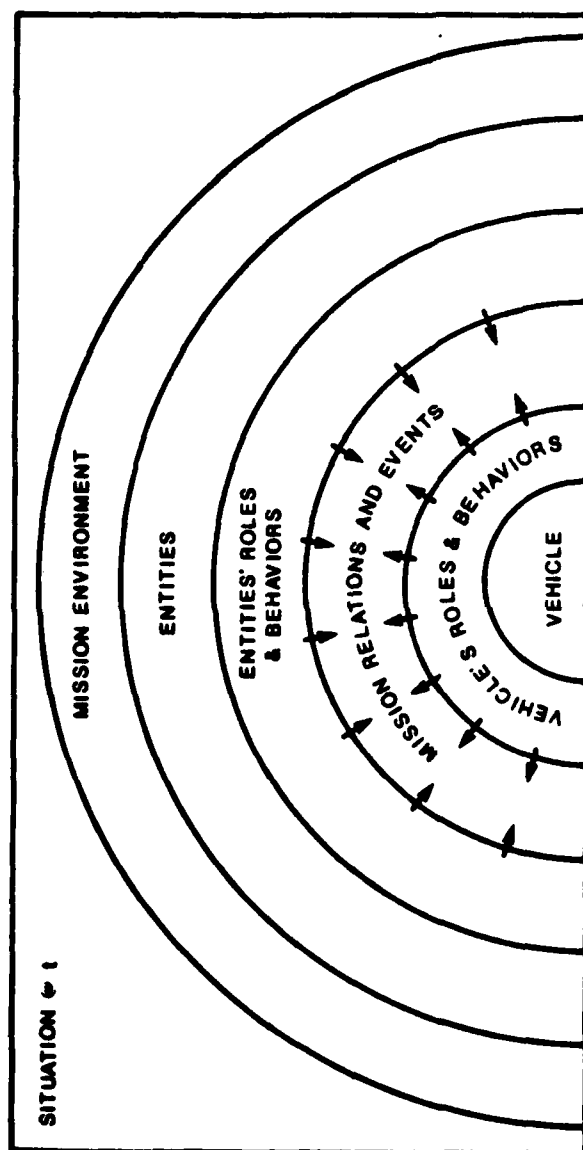 SITUATION @ t
MISSION ENVIRONMENT
ENTITIES
ENTITIES' ROLES
& BEHAVIORS
MISSION RELATIONS AND EVENTS
VEHICLE'S ROLES & BEHAVIORS
VEHICLE